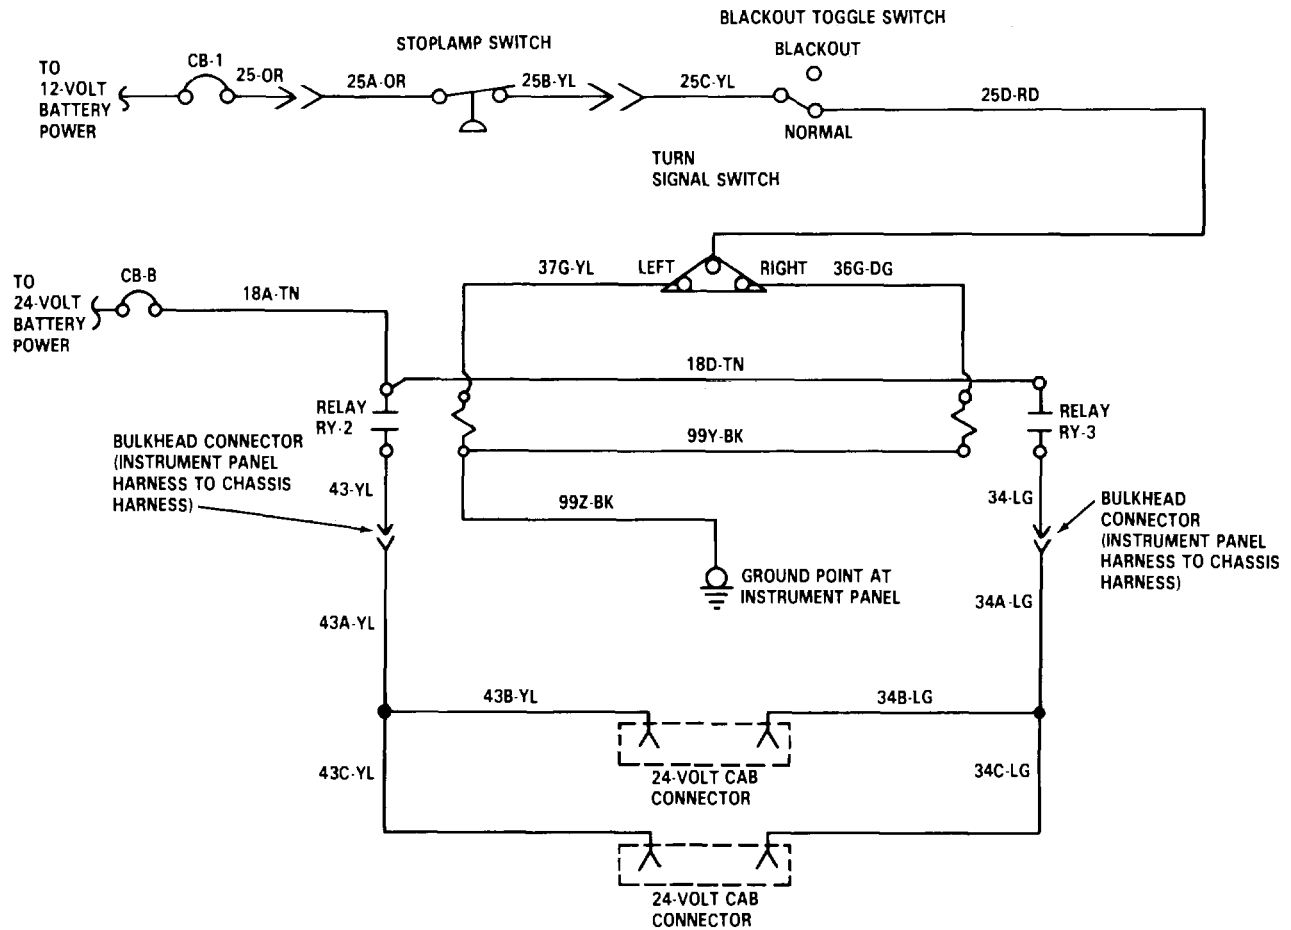 BLACKOUT TOGGLE SWITCH
STOPLAMP SWITCH
BLACKOUT
TO
12-VOLT
BATTERY
POWER
CB-1
25-OR
25A-OR
25B-YL
25C-YL
25D-RD
NORMAL
TURN
SIGNAL SWITCH
TO
24-VOLT
BATTERY
POWER
CB-8
18A-TN
37G-YL
LEFT
RIGHT
36G-DG
18D-TN
RELAY
RY-2
RELAY
RY-3
99Y-BK
BULKHEAD CONNECTOR
(INSTRUMENT PANEL
HARNESS TO CHASSIS
HARNESS)
43-YL
99Z-BK
34-LG
BULKHEAD
CONNECTOR
(INSTRUMENT PANEL
HARNESS TO CHASSIS
HARNESS)
GROUND POINT AT
INSTRUMENT PANEL
43A-YL
34A-LG
43B-YL
34B-LG
43C-YL
24-VOLT CAB
CONNECTOR
34C-LG
24-VOLT CAB
CONNECTOR